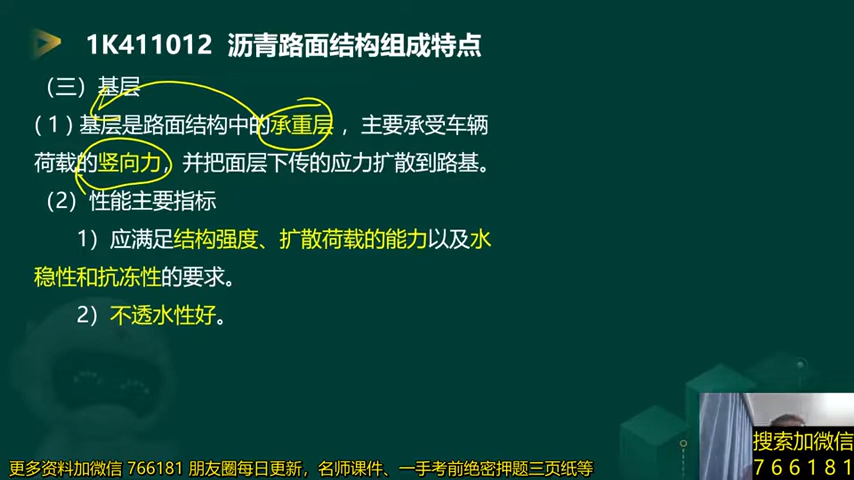 1K411012 沥青路面结构组成特点
（三）基层
（1）基层是路面结构中的承重层，主要承受车辆
荷载的竖向力，并把面层下传的应力扩散到路基。
（2）性能主要指标
1）应满足结构强度、扩散荷载的能力以及水
稳性和抗冻性的要求。
2）不透水性好。
搜索加微信
766181
更多资料加微信 766181 朋友圈每日更新，名师课件、一手考前绝密押题三页纸等